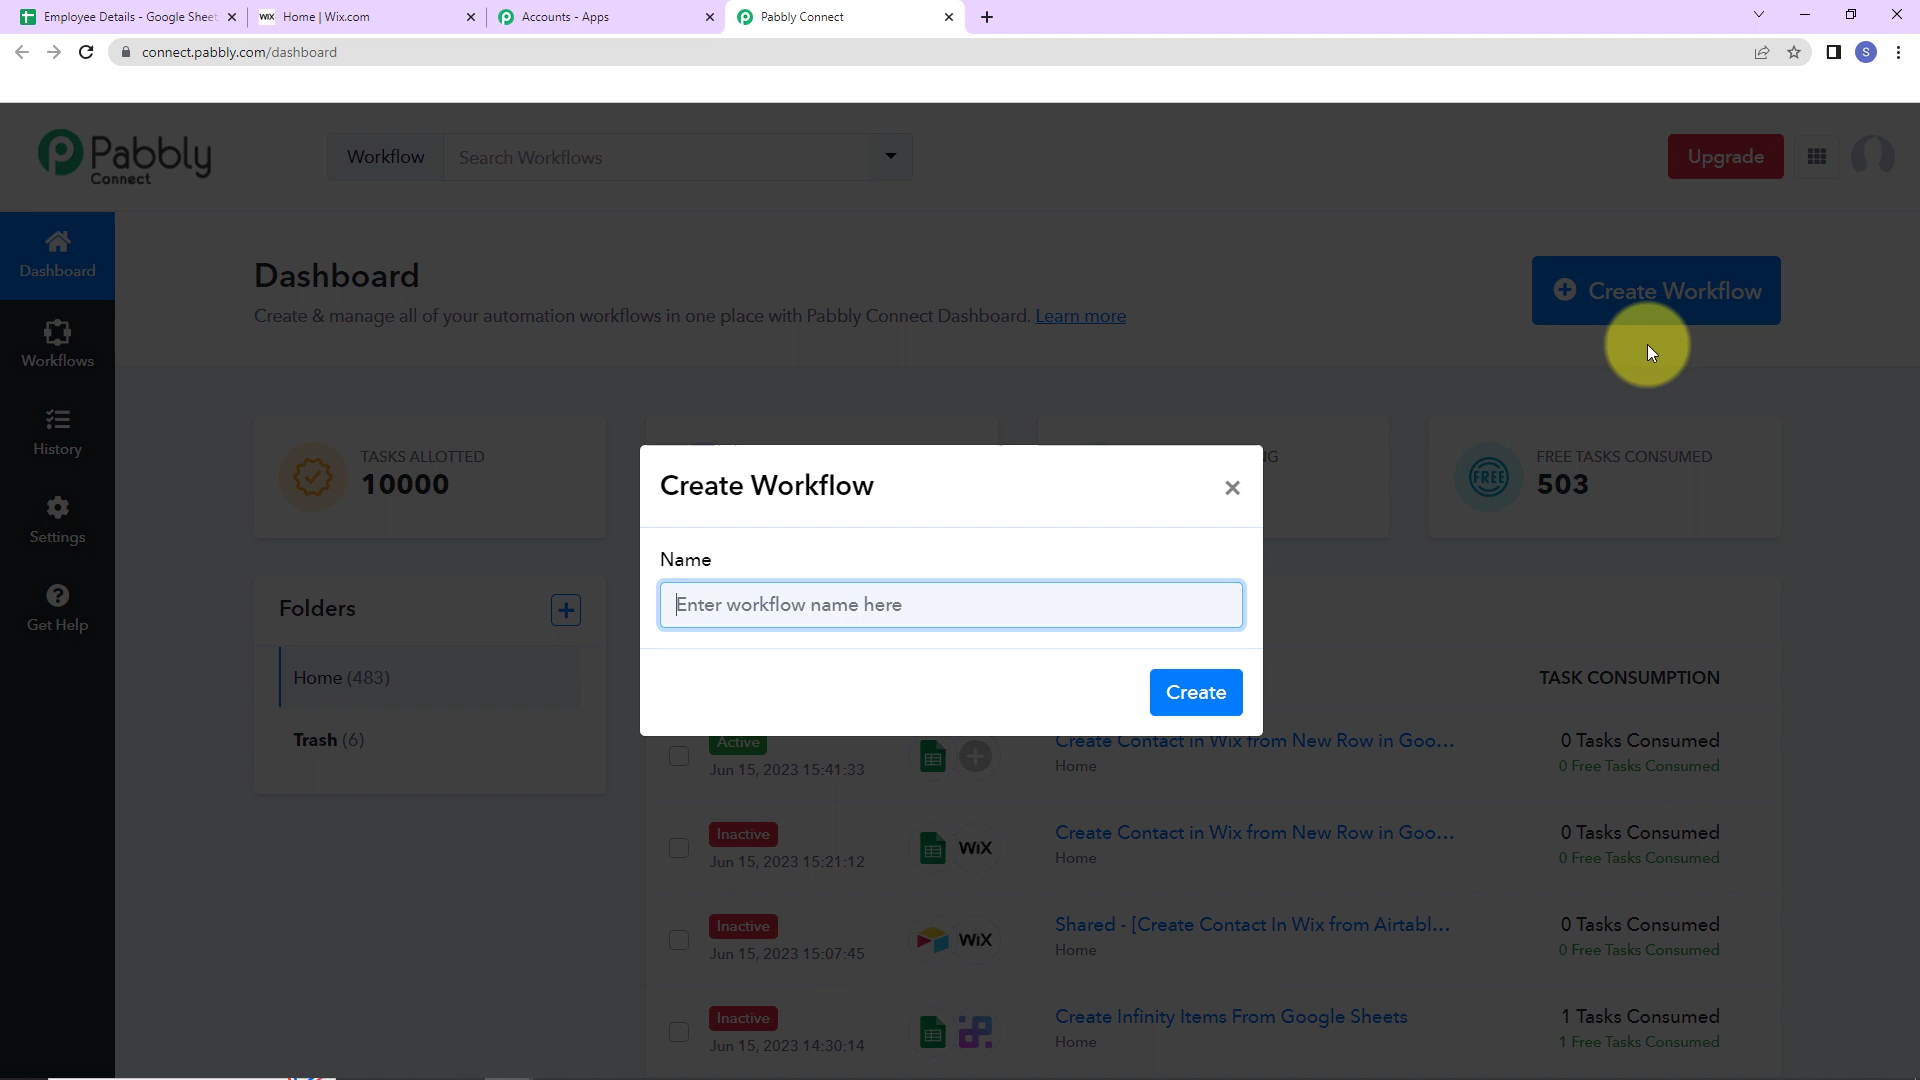 Employee Details - Google Sheet
WiX Home | Wix.com
Accounts - Apps
Pabbly Connect
connect.pabbly.com/dashboard
S
Pabbly
Connect
Workflow
Search Workflows
Upgrade
Dashboard
Workflows
History
Settings
Get Help
Dashboard
Create & manage all of your automation workflows in one place with Pabbly Connect Dashboard. Learn more
Create Workflow
TASKS ALLOTTED
10000
NG
FREE
FREE TASKS CONSUMED
503
Create Workflow
Name
Enter workflow name here
Create
Folders
Home (483)
Trash (6)
TASK CONSUMPTION
Active
Jun 15, 2023 15:41:33
Create Contact in Wix from New Row in Goo...
Home
0 Tasks Consumed
0 Free Tasks Consumed
Inactive
Jun 15, 2023 15:21:12
WiX
Create Contact in Wix from New Row in Goo...
Home
0 Tasks Consumed
0 Free Tasks Consumed
Inactive
Jun 15, 2023 15:07:45
WiX
Shared - [Create Contact In Wix from Airtabl...
Home
0 Tasks Consumed
0 Free Tasks Consumed
Inactive
Jun 15, 2023 14:30:14
Create Infinity Items From Google Sheets
Home
1 Tasks Consumed
1 Free Tasks Consumed